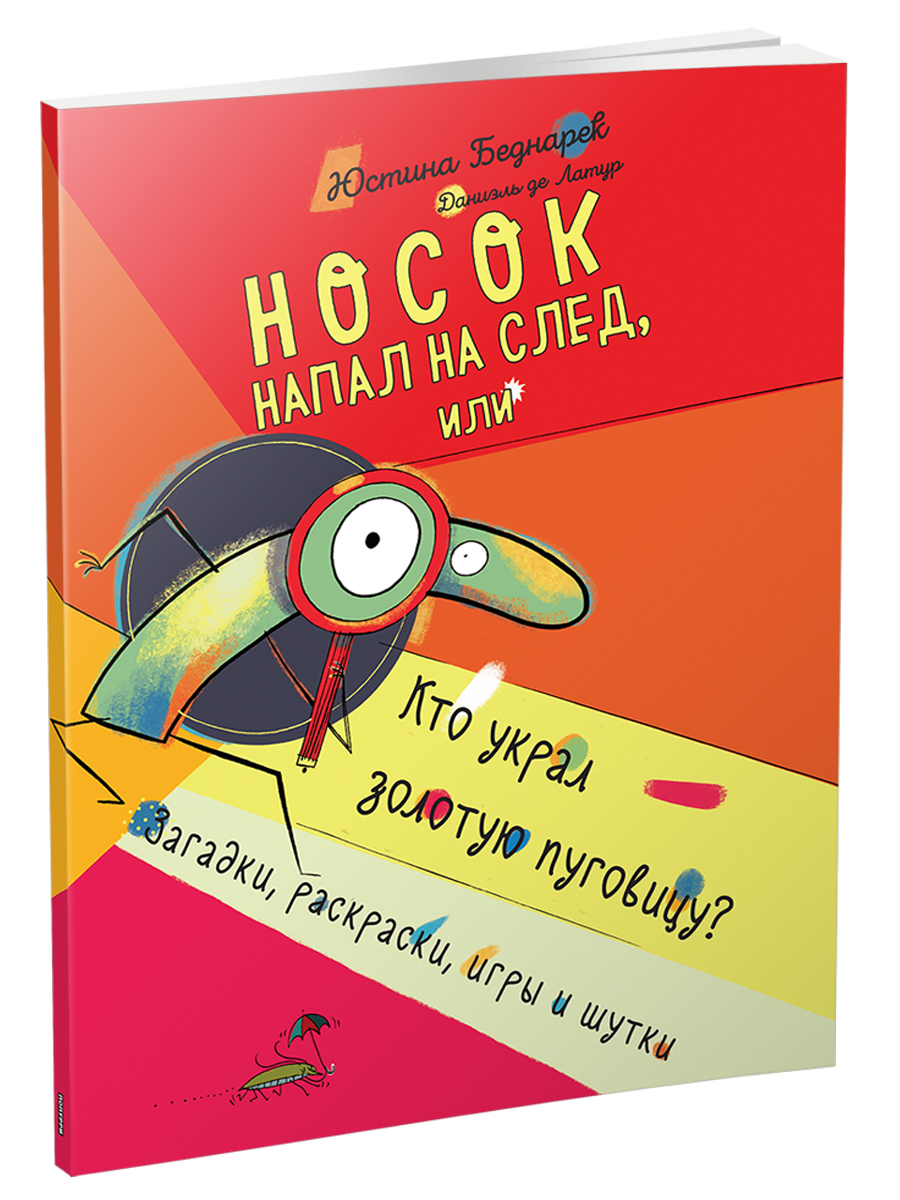 Юстина Беднарек
Даниэль де Латур
НОСОК
НАПАЛ НА СЛЕД,
ИЛИ
Кто украл
золотую пуговицу?
Загадки, раскраски, игры и шутки